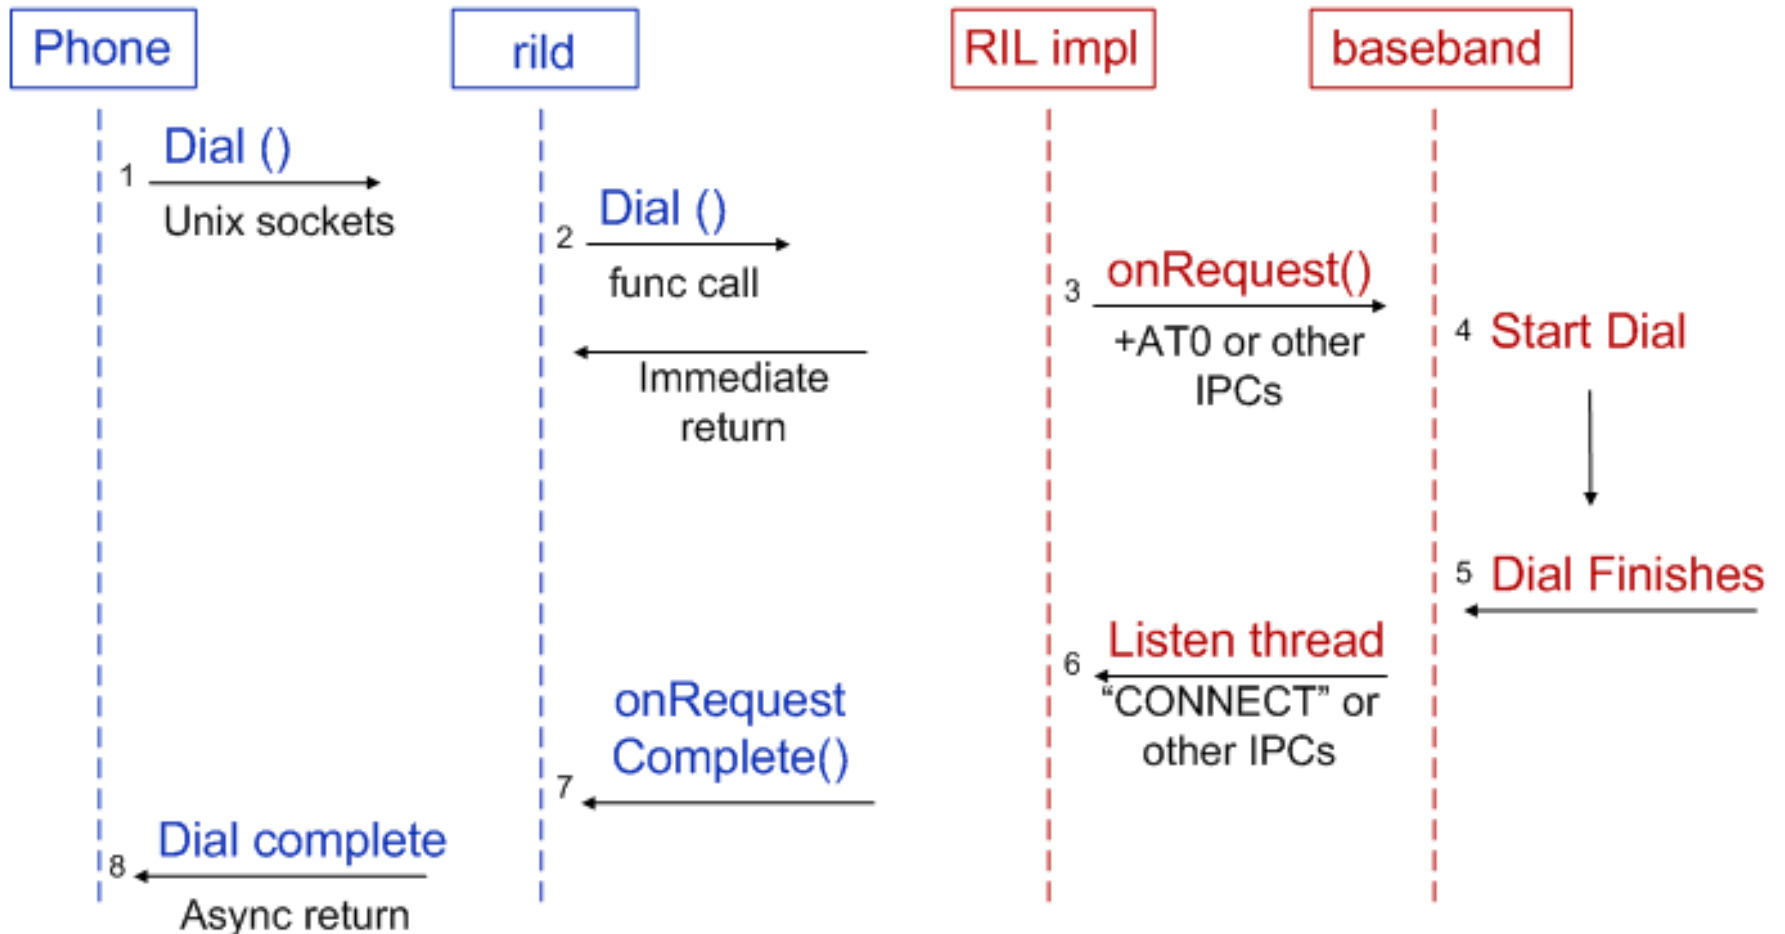 Phone
rild
RIL impl
baseband
1
Dial ()
Unix sockets
2
Dial ()
func call
Immediate
return
3
onRequest()
+AT0 or other
IPCs
4
Start Dial
5
Dial Finishes
6
Listen thread
“CONNECT” or
other IPCs
7
onRequest
Complete()
8
Dial complete
Async return